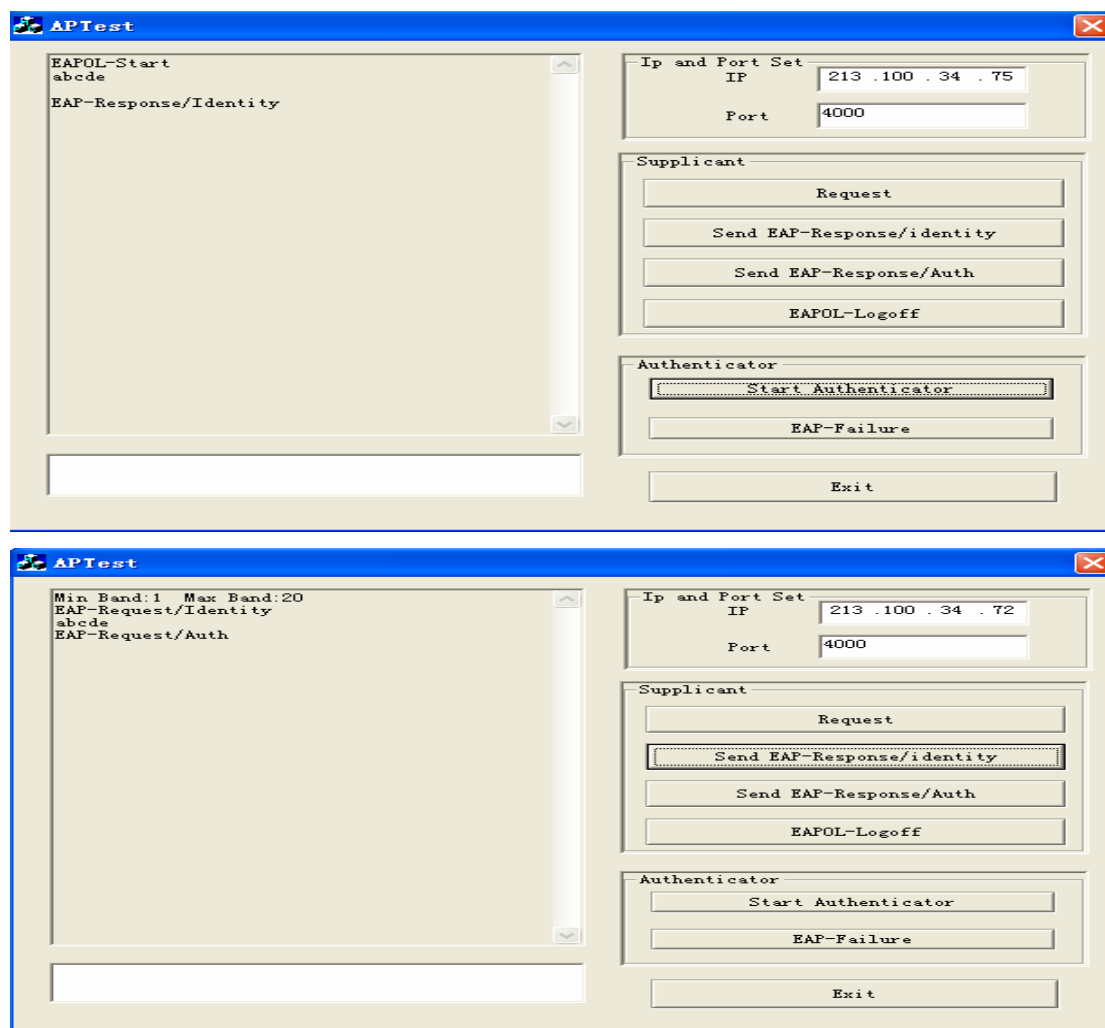 APTest
EAPOL-Start
abcde
EAP-Response/Identity
Ip and Port Set
IP 213 .100 . 34 . 75
Port 4000
Supplicant
Request
Send EAP-Response/identity
Send EAP-Response/Auth
EAPOL-Logoff
Authenticator
Start Authenticator
EAP-Failure
Exit
APTest
Min Band:1 Max Band:20
EAP-Request/Identity
abcde
EAP-Request/Auth
Ip and Port Set
IP 213 .100 . 34 . 72
Port 4000
Supplicant
Request
Send EAP-Response/identity
Send EAP-Response/Auth
EAPOL-Logoff
Authenticator
Start Authenticator
EAP-Failure
Exit